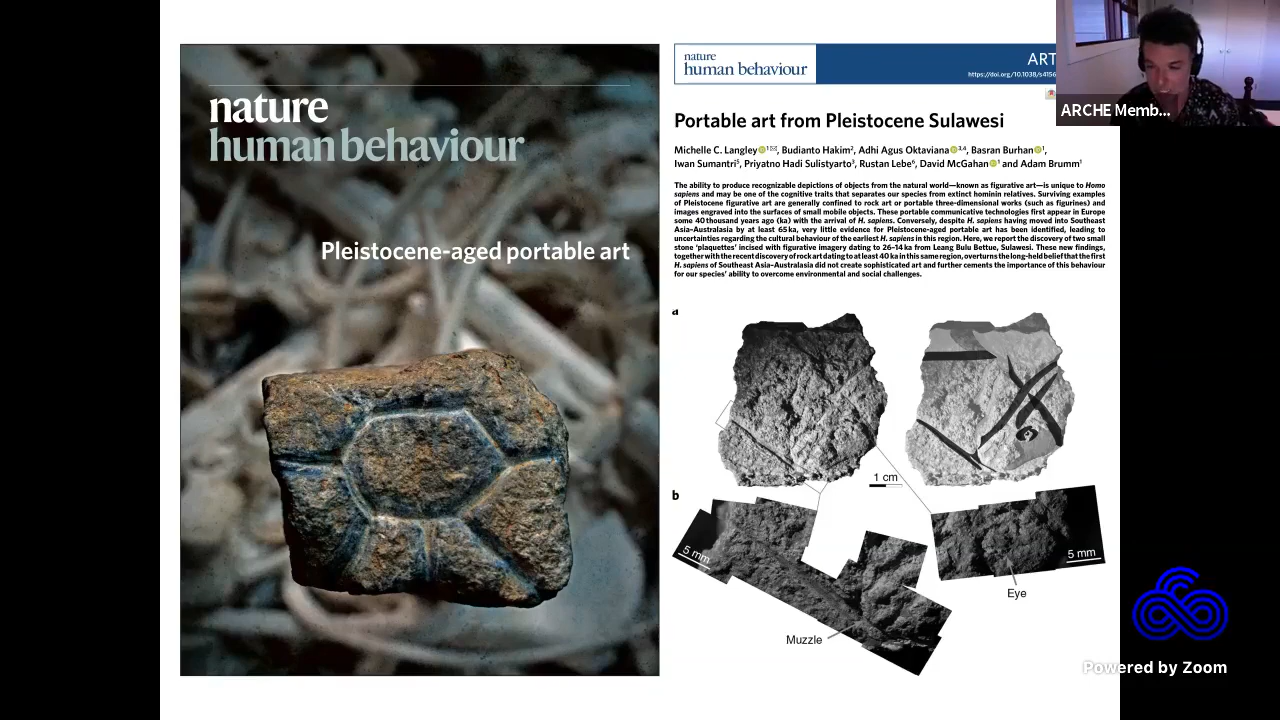 nature
human behaviour
Pleistocene-aged portable art
nature
human behaviour
ART
https://doi.org/10.1038/s4156
Portable art from Pleistocene Sulawesi
Michelle C. Langley 1, Budianto Hakim2, Adhi Agus Oktaviana 3,4, Basran Burhan 1,
Iwan Sumantri5, Priyatno Hadi Sulistyarto3, Rustan Lebe6, David McGahan 1 and Adam Brumm1
The ability to produce recognizable depictions of objects from the natural world—known as figurative art—is unique to Homo
sapiens and may be one of the cognitive traits that separates our species from extinct hominin relatives. Surviving examples
of Pleistocene figurative art are generally confined to rock art or portable three-dimensional works (such as figurines) and
images engraved into the surfaces of small mobile objects. These portable communicative technologies first appear in Europe
some 40 thousand years ago (ka) with the arrival of H. sapiens. Conversely, despite H. sapiens having moved into Southeast
Asia–Australasia by at least 65 ka, very little evidence for Pleistocene-aged portable art has been identified, leading to
uncertainties regarding the cultural behaviour of the earliest H. sapiens in this region. Here, we report the discovery of two small
stone 'plaquettes' incised with figurative imagery dating to 26–14 ka from Leang Bulu Bettue, Sulawesi. These new findings,
together with the recent discovery of rock art dating to at least 40 ka in this same region, overturns the long-held belief that the first
H. sapiens of Southeast Asia–Australasia did not create sophisticated art and further cements the importance of this behaviour
for our species' ability to overcome environmental and social challenges.
a
1 cm
b
5 mm
5 mm
Eye
Muzzle
ARCHE Memb...
Powered by Zoom